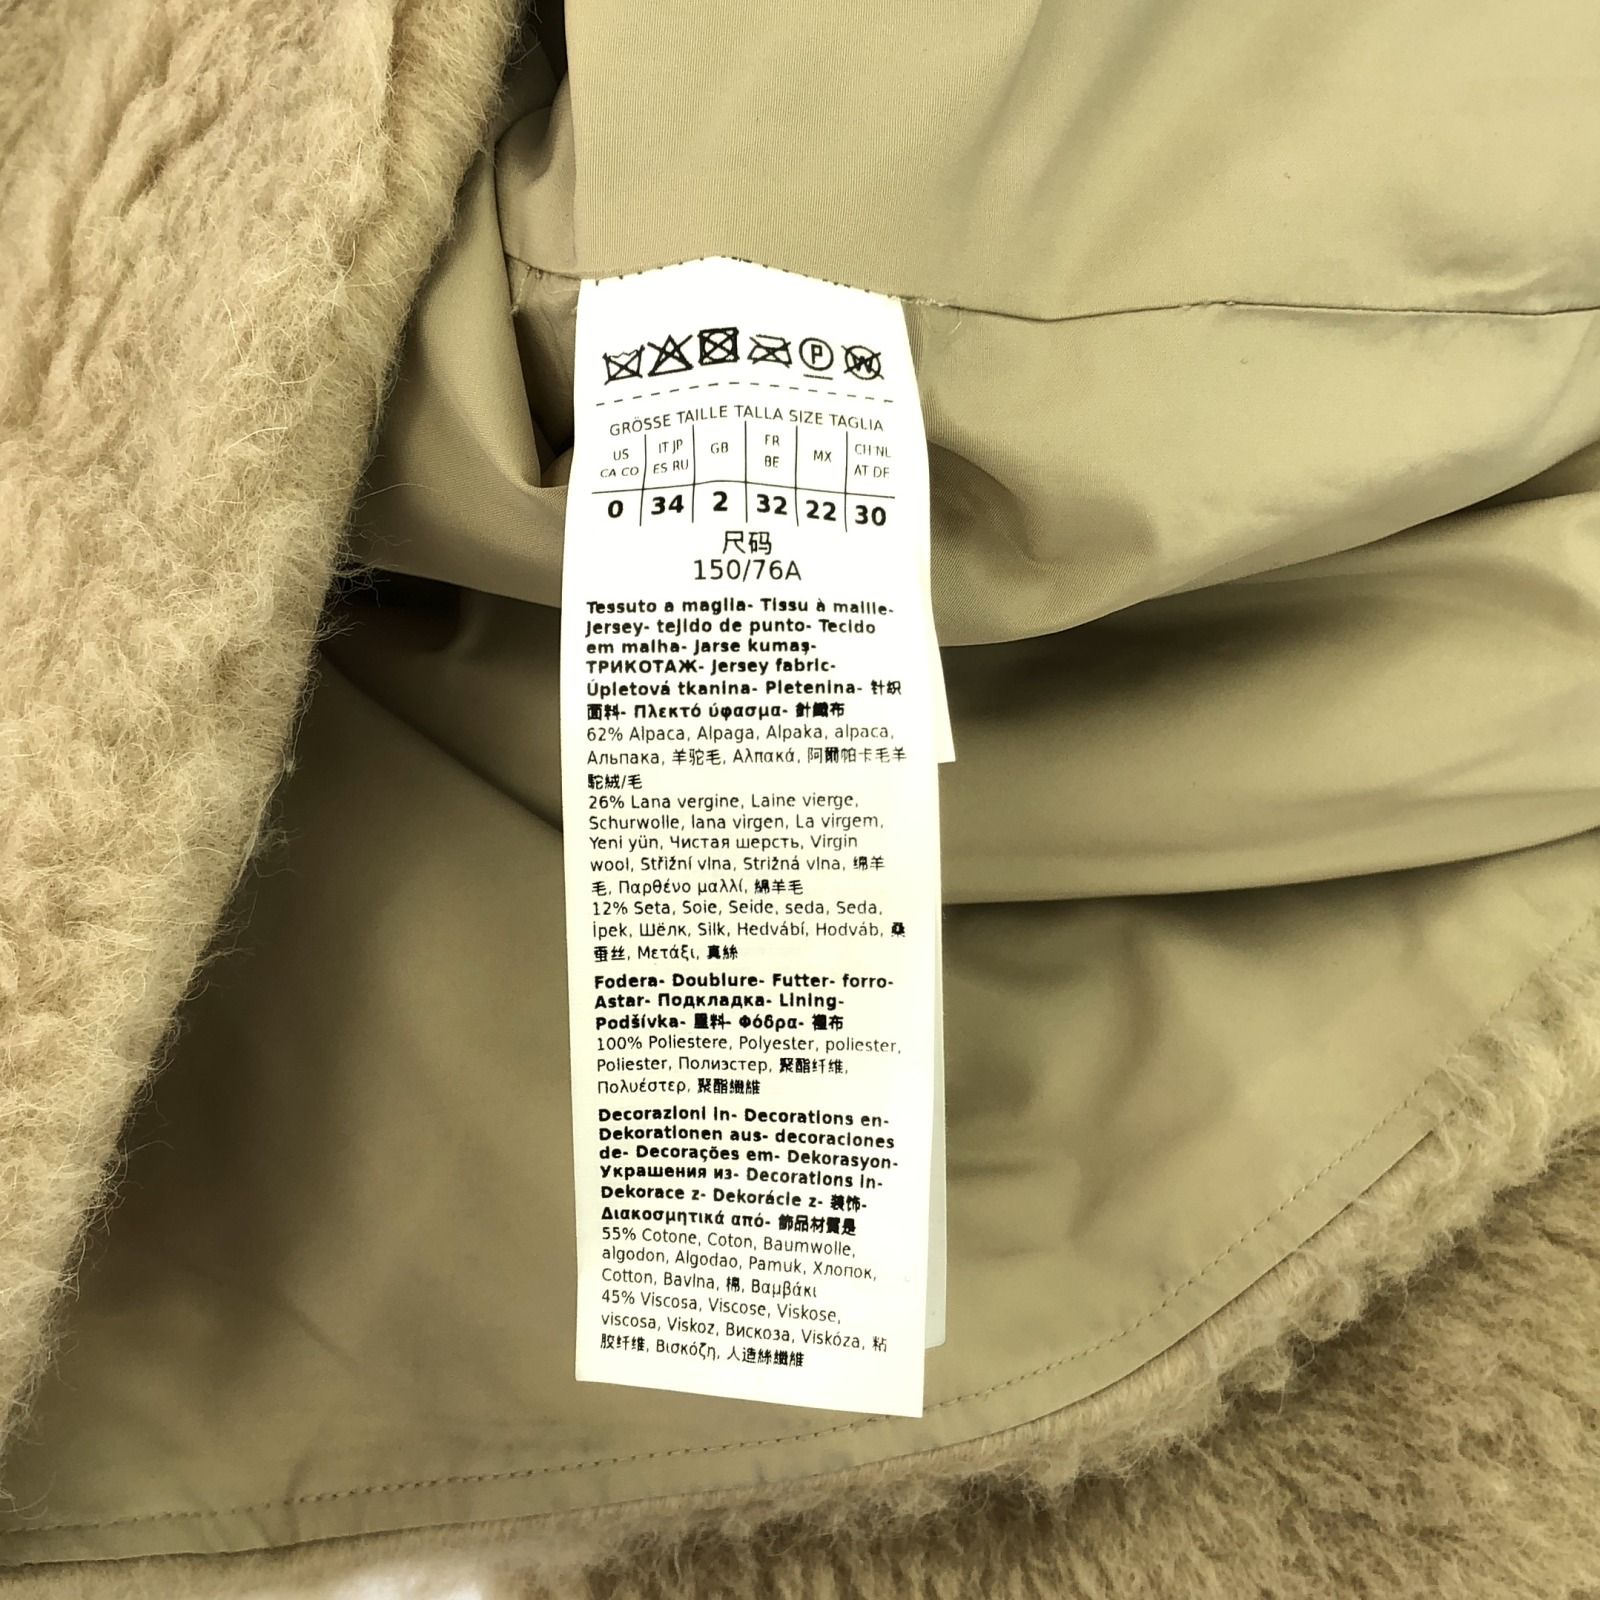 GRÖSSE TAILLE TALLA SIZE TAGLIA
US CA CO IT JP ES RU GB FR BE MX CH NL AT DE
0 34 2 32 22 30
尺码
150/76A
Tessuto a maglia- Tissu à maille-
Jersey- tejido de punto- Tecido
em malha- Jarse kumaş-
ТРИКОТАЖ- Jersey fabric-
Úpletová tkanina- Pletenina- 针织
面料- Πλεκτό ύφασμα- 針織布
62% Alpaca, Alpaga, Alpaka, alpaca,
Альпака, 羊驼毛, Αλπακά, 阿爾帕卡毛羊
駝絨/毛
26% Lana vergine, Laine vierge,
Schurwolle, lana virgen, La virgem,
Yeni yün, Чистая шерсть, Virgin
wool, Střižní vlna, Strižná vlna, 绵羊
毛, Παρθένο μαλλί, 綿羊毛
12% Seta, Soie, Seide, seda, Seda,
İpek, Шёлк, Silk, Hedvábí, Hodváb, 桑
蚕丝, Μετάξι, 真絲
Fodera- Doublure- Futter- forro-
Astar- Подкладка- Lining-
Podšívka- 里料- Φόδρα- 裡布
100% Poliestere, Polyester, poliester,
Poliester, Полиэстер, 聚酯纤维,
Πολυέστερ, 聚酯纖維
Decorazioni in- Decorations en-
Dekorationen aus- decoraciones
de- Decorações em- Dekorasyon-
Украшения из- Decorations in-
Dekorace z- Dekorácie z- 装饰-
Διακοσμητικά από- 飾品材質是
55% Cotone, Coton, Baumwolle,
algodon, Algodao, Pamuk, Хлопок,
Cotton, Bavlna, 棉, Βαμβάκι
45% Viscosa, Viscose, Viskose,
viscosa, Viskoz, Вискоза, Viskóza, 粘
胶纤维, Βισκόζη, 人造絲纖維